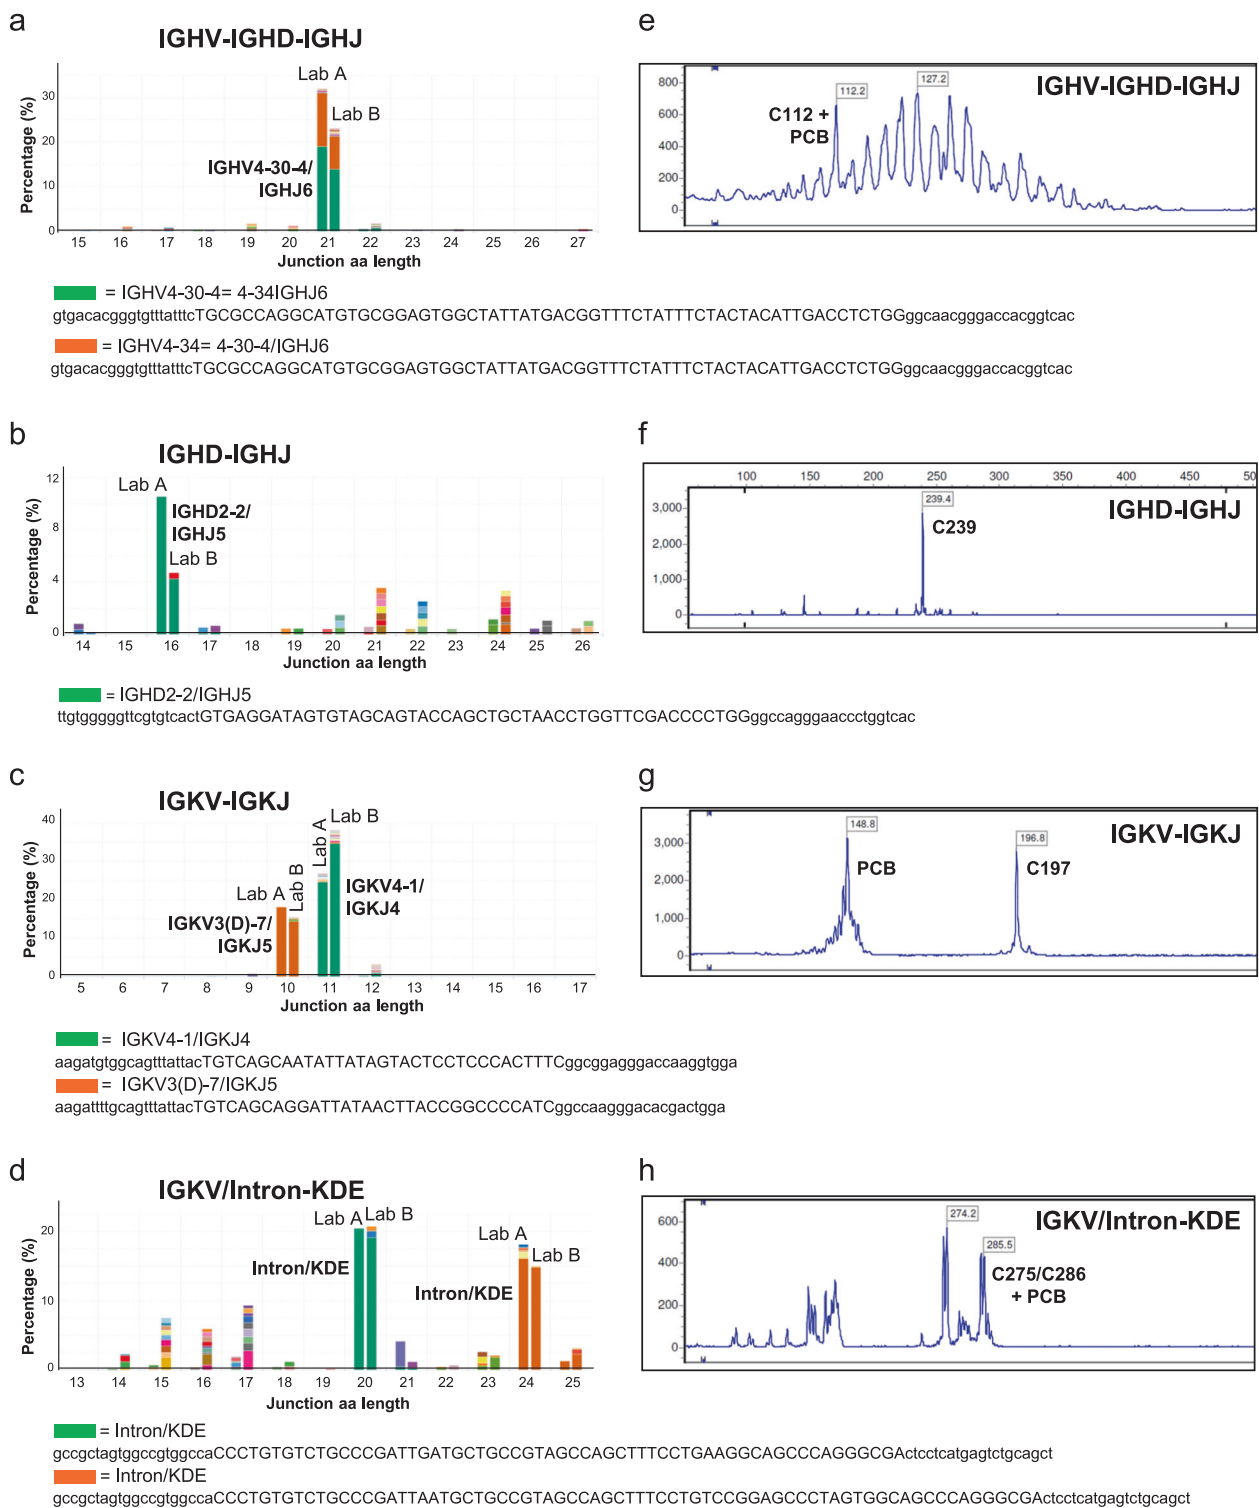 a
IGHV-IGHD-IGHJ
Percentage (%)
30
20
10
0
Lab A
Lab B
IGHV4-30-4/
IGHJ6
15 16 17 18 19 20 21 22 23 24 25 26 27
Junction aa length
= IGHV4-30-4= 4-34IGHJ6
gtgacacgggtgtttatttcTGCGCCAGGCATGTGCGGAGTGGCTATTATGACGGTTTCTATTTCTACTACATTGACCTCTGGggcaacgggaccacggtcac
= IGHV4-34= 4-30-4/IGHJ6
gtgacacgggtgtttatttcTGCGCCAGGCATGTGCGGAGTGGCTATTATGACGGTTTCTATTTCTACTACATTGACCTCTGGggcaacgggaccacggtcac
b
IGHD-IGHJ
Percentage (%)
12
8
4
0
Lab A
IGHD2-2/
IGHJ5
Lab B
14 15 16 17 18 19 20 21 22 23 24 25 26
Junction aa length
= IGHD2-2/IGHJ5
ttgtgggggttcgtgtcactGTGAGGATAGTGTAGCAGTACCAGCTGCTAACCTGGTTCGACCCCTGGggccagggaaccctggtcac
c
IGKV-IGKJ
Percentage (%)
40
30
20
10
0
Lab A
Lab B
Lab A
Lab B
IGKV3(D)-7/
IGKJ5
IGKV4-1/
IGKJ4
5 6 7 8 9 10 11 12 13 14 15 16 17
Junction aa length
= IGKV4-1/IGKJ4
aagatgtggcagtttattacTGTCAGCAATATTATAGTACTCCTCCCACTTTCggcggagggaccaaggtgga
= IGKV3(D)-7/IGKJ5
aagattttgcagtttattacTGTCAGCAGGATTATAACTTACCGGCCCCATCggccaagggacacgactgga
d
IGKV/Intron-KDE
Percentage (%)
20
10
0
Lab A
Lab B
Intron/KDE
Lab A
Lab B
Intron/KDE
13 14 15 16 17 18 19 20 21 22 23 24 25
Junction aa length
= Intron/KDE
gccgctagtggccgtggccaCCCTGTGTCTGCCCGATTGATGCTGCCGTAGCCAGCTTTCCTGAAGGCAGCCCAGGGCGActcctcatgagtctgcagct
= Intron/KDE
gccgctagtggccgtggccaCCCTGTGTCTGCCCGATTAATGCTGCCGTAGCCAGCTTTCCTGTCCGGAGCCCTAGTGGCAGCCCAGGGCGActcctcatgagtctgcagct
e
IGHV-IGHD-IGHJ
800
600
400
200
0
112.2
127.2
C112 +
PCB
f
100 150 200 250 300 350 400 450 50
IGHD-IGHJ
3,000
2,000
1,000
0
239.4
C239
g
IGKV-IGKJ
3,000
2,000
1,000
0
148.8
196.8
PCB
C197
h
IGKV/Intron-KDE
600
400
200
0
274.2
285.5
C275/C286
+ PCB